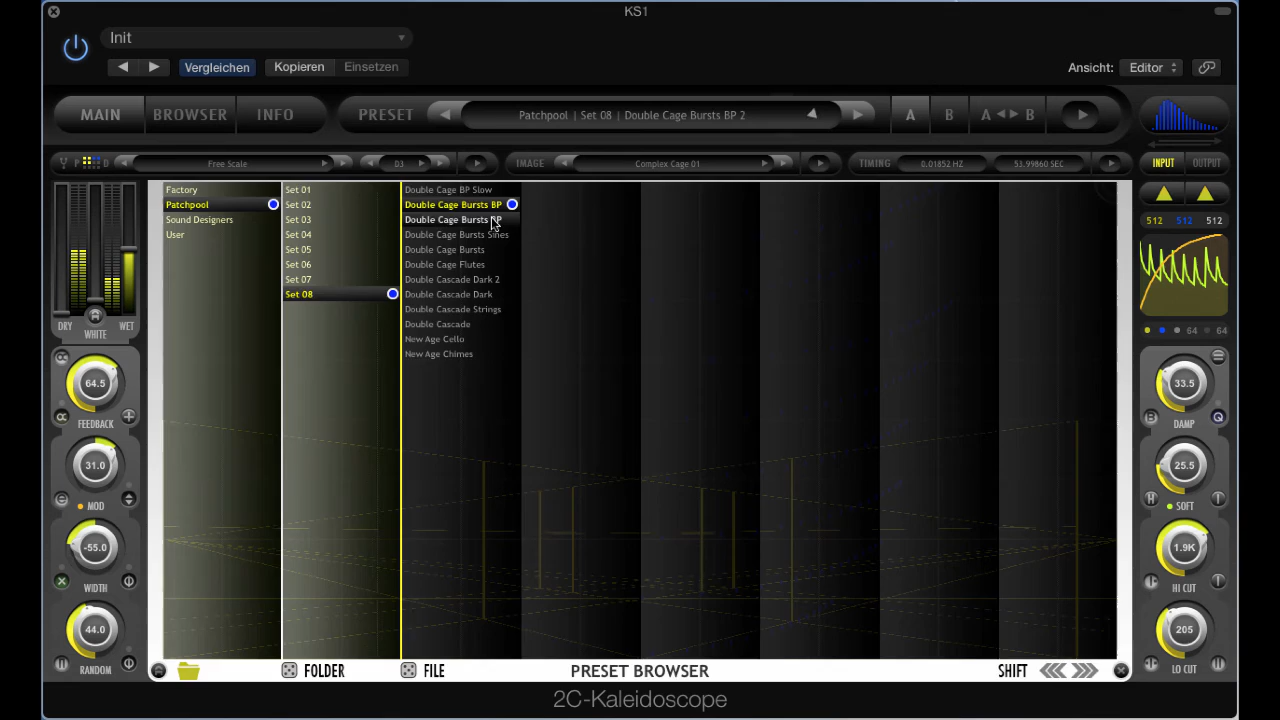 KS1
Init
Vergleichen Kopieren Einsetzen Ansicht: Editor
MAIN BROWSER INFO PRESET Patchpool | Set 08 | Double Cage Bursts BP 2 A B A B
Y P D Free Scale D3 IMAGE Complex Cage 01 TIMING 0.01852 HZ 53.99860 SEC INPUT OUTPUT
Factory Set 01 Double Cage BP Slow
Patchpool Set 02 Double Cage Bursts BP
Sound Designers Set 03 Double Cage Bursts BP
User Set 04 Double Cage Bursts Sines
Set 05 Double Cage Bursts
Set 06 Double Cage Flutes
Set 07 Double Cascade Dark 2
Set 08 Double Cascade Dark
Double Cascade Strings
Double Cascade
New Age Cello
New Age Chimes
512 512 512
DRY WHITE WET
64 64
64.5
FEEDBACK
33.5
DAMP
31.0
MOD
25.5
SOFT
-55.0
WIDTH
1.9K
HI CUT
44.0
RANDOM
205
LO CUT
FOLDER FILE PRESET BROWSER SHIFT
2C-Kaleidoscope